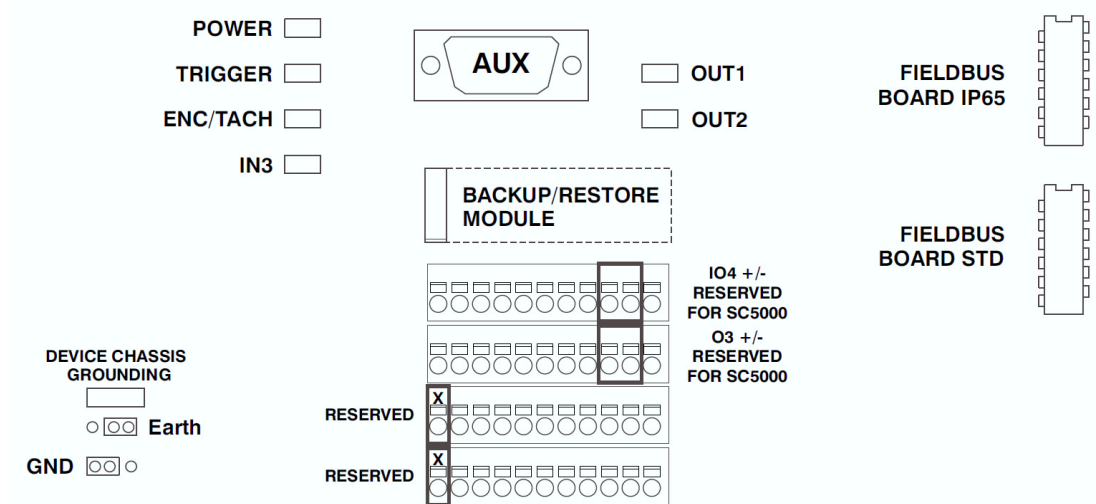 POWER
TRIGGER
ENC/TACH
IN3
AUX
OUT1
OUT2
FIELDBUS
BOARD IP65
BACKUP/RESTORE
MODULE
FIELDBUS
BOARD STD
IO4 +/-
RESERVED
FOR SC5000
O3 +/-
RESERVED
FOR SC5000
DEVICE CHASSIS
GROUNDING
Earth
GND
X
RESERVED
X
RESERVED